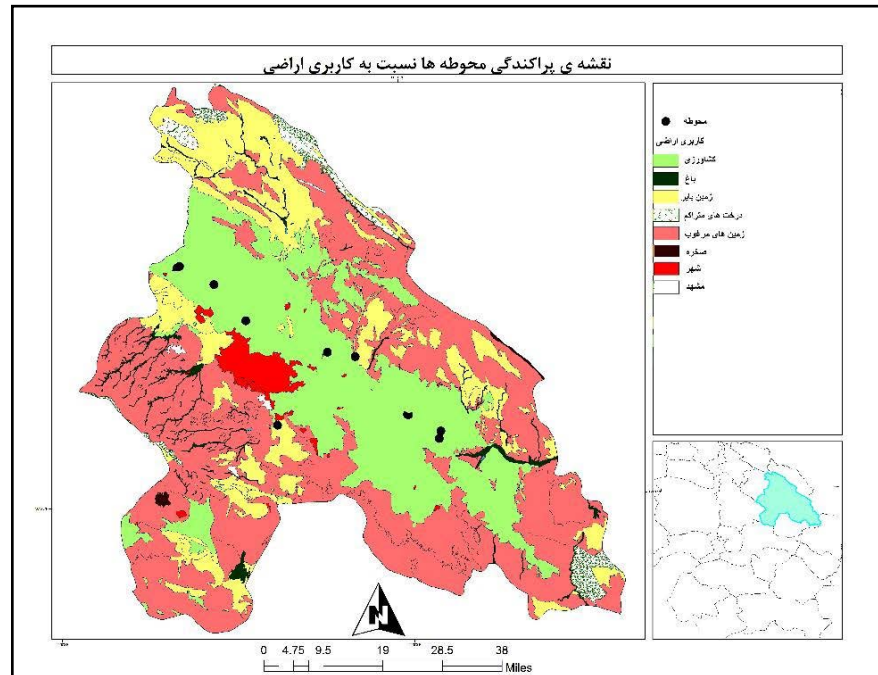 نقشه ی پراکندگی محوطه ها نسبت به کاربری اراضی
محوطه
کاربری اراضی
کشاورزی
باغ
زمین بایر
درخت های متراکم
زمین های مرغوب
صخره
شهر
مشهد
N
0 4.75 9.5 19 28.5 38
Miles